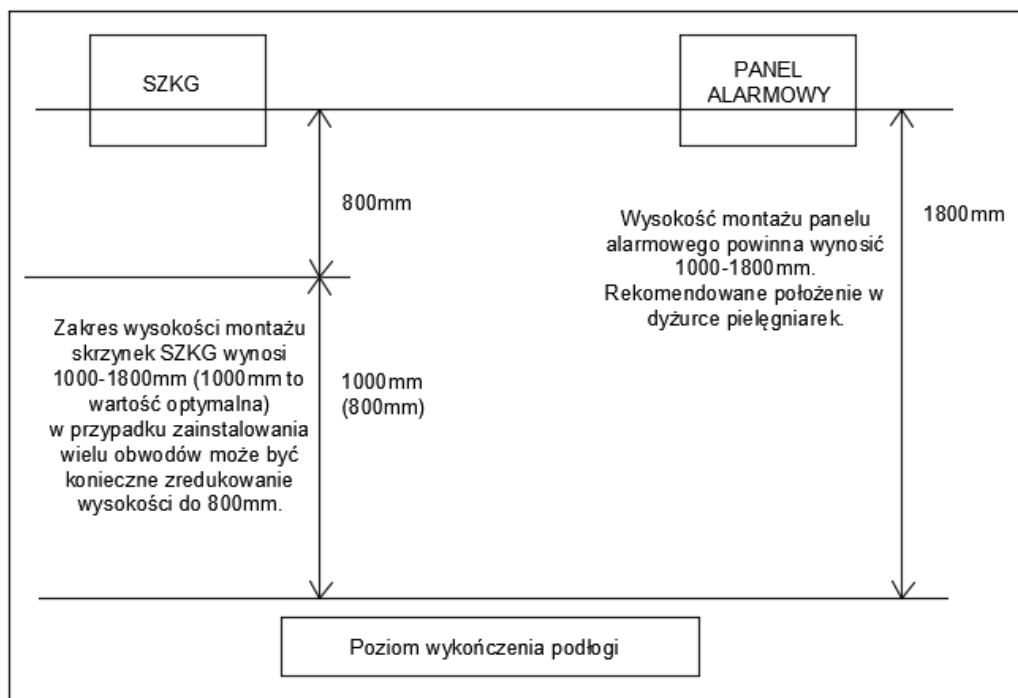 SZKG
PANEL
ALARMOWY
800mm
1800mm
Wysokość montażu panelu
alarmowego powinna wynosić
1000-1800mm.
Rekomendowane położenie w
dyżurce pielęgniarek.
Zakres wysokości montażu
skrzynek SZKG wynosi
1000-1800mm (1000mm to
wartość optymalna)
w przypadku zainstalowania
wielu obwodów może być
konieczne zredukowanie
wysokości do 800mm.
1000mm
(800mm)
Poziom wykończenia podłogi